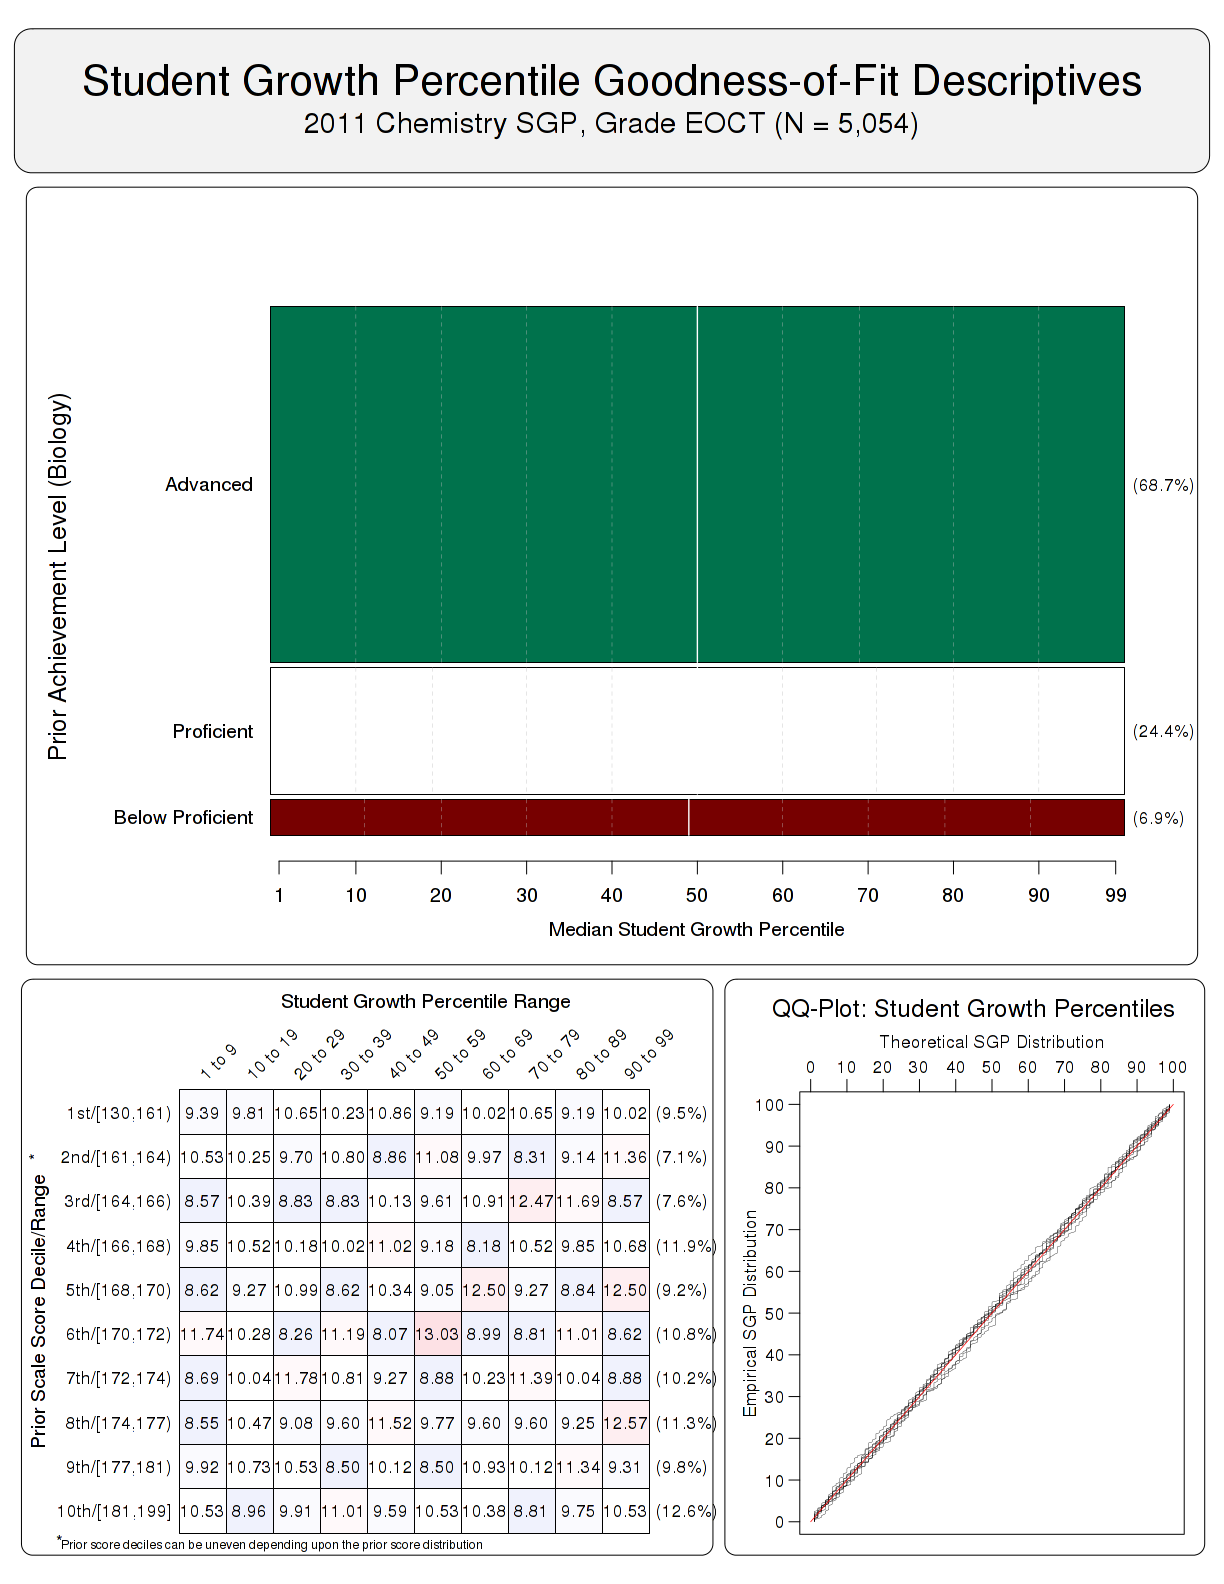 Student Growth Percentile Goodness-of-Fit Descriptives
2011 Chemistry SGP, Grade EOCT (N = 5,054)
Prior Achievement Level (Biology)
Advanced
(68.7%)
Proficient
(24.4%)
Below Proficient
(6.9%)
1 10 20 30 40 50 60 70 80 90 99
Median Student Growth Percentile
Student Growth Percentile Range
1 to 9 10 to 19 20 to 29 30 to 39 40 to 49 50 to 59 60 to 69 70 to 79 80 to 89 90 to 99
Prior Scale Score Decile/Range *
1st/[130,161) 9.39 9.81 10.65 10.23 10.86 9.19 10.02 10.65 9.19 10.02 (9.5%)
2nd/[161,164) 10.53 10.25 9.70 10.80 8.86 11.08 9.97 8.31 9.14 11.36 (7.1%)
3rd/[164,166) 8.57 10.39 8.83 8.83 10.13 9.61 10.91 12.47 11.69 8.57 (7.6%)
4th/[166,168) 9.85 10.52 10.18 10.02 11.02 9.18 8.18 10.52 9.85 10.68 (11.9%)
5th/[168,170) 8.62 9.27 10.99 8.62 10.34 9.05 12.50 9.27 8.84 12.50 (9.2%)
6th/[170,172) 11.74 10.28 8.26 11.19 8.07 13.03 8.99 8.81 11.01 8.62 (10.8%)
7th/[172,174) 8.69 10.04 11.78 10.81 9.27 8.88 10.23 11.39 10.04 8.88 (10.2%)
8th/[174,177) 8.55 10.47 9.08 9.60 11.52 9.77 9.60 9.60 9.25 12.57 (11.3%)
9th/[177,181) 9.92 10.73 10.53 8.50 10.12 8.50 10.93 10.12 11.34 9.31 (9.8%)
10th/[181,199] 10.53 8.96 9.91 11.01 9.59 10.53 10.38 8.81 9.75 10.53 (12.6%)
*Prior score deciles can be uneven depending upon the prior score distribution
QQ-Plot: Student Growth Percentiles
Theoretical SGP Distribution
0 10 20 30 40 50 60 70 80 90 100
Empirical SGP Distribution
100
90
80
70
60
50
40
30
20
10
0